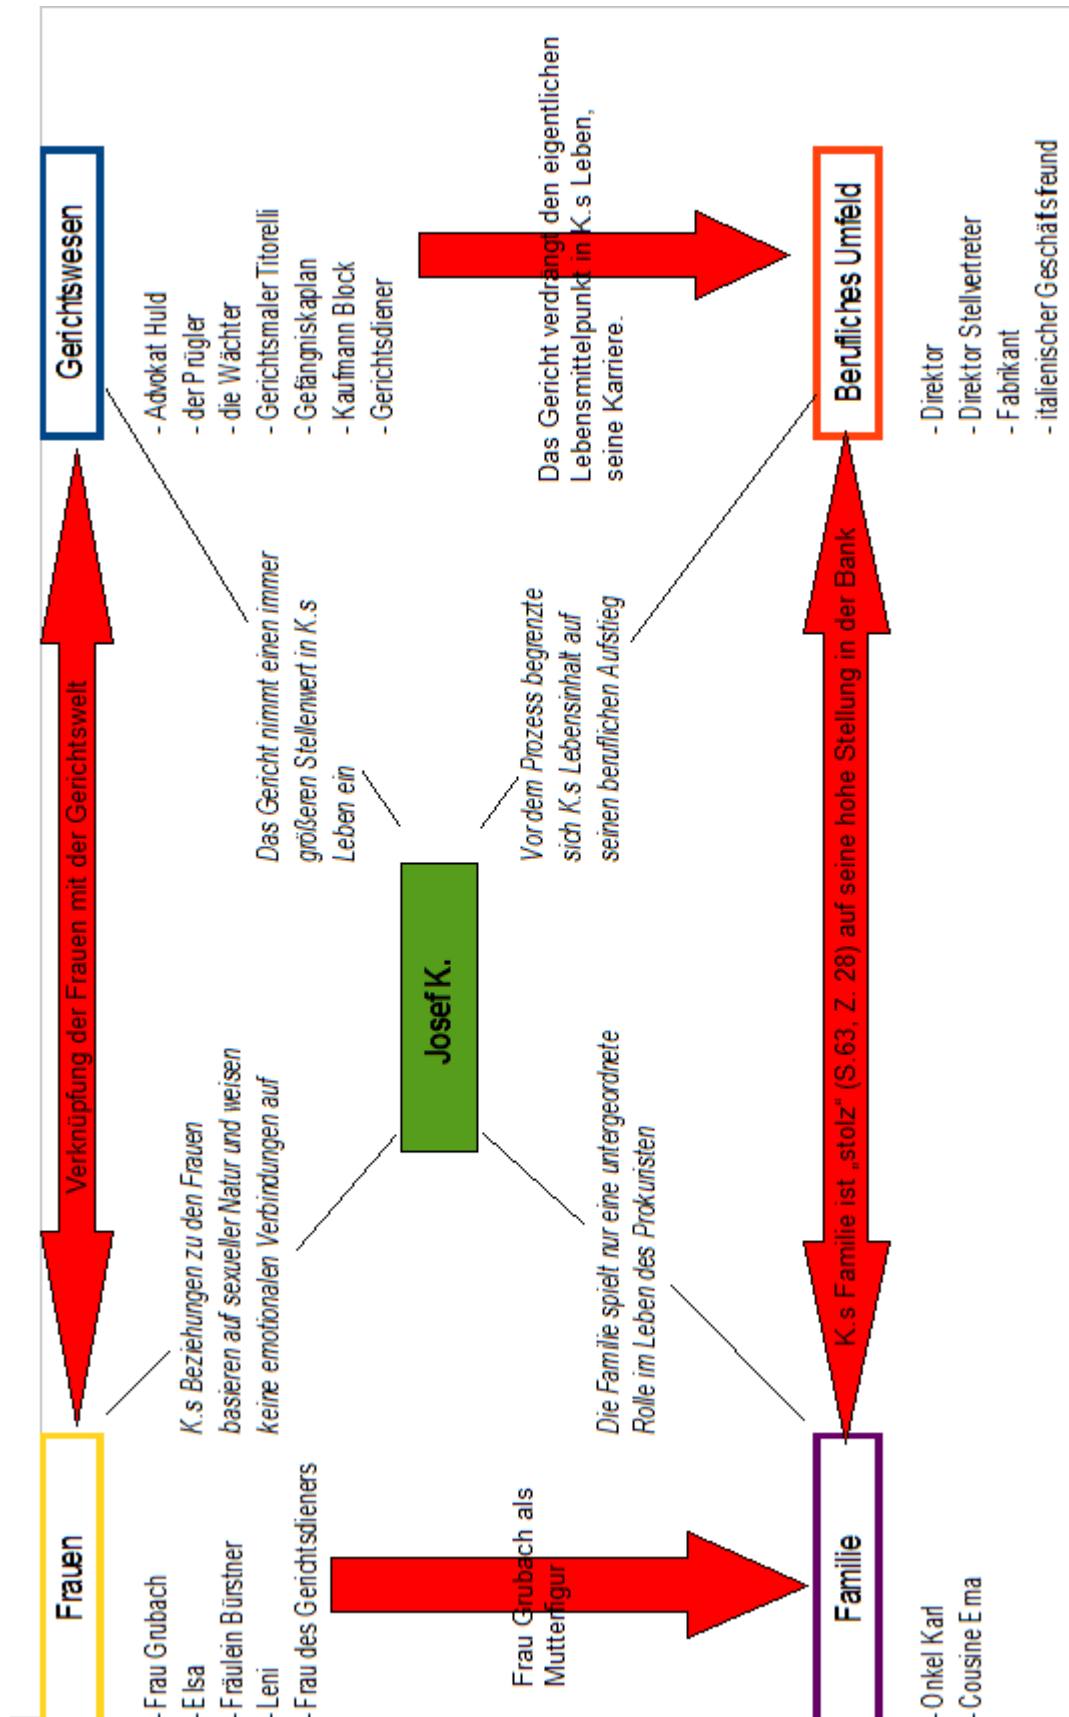 Frauen
- Frau Grubach
- Elsa
- Fräulein Bürstner
- Leni
- Frau des Gerichtsdieners
Verknüpfung der Frauen mit der Gerichtswelt
Gerichtswesen
- Advokat Huld
- der Prügler
- die Wächter
- Gerichtsmaler Titorelli
- Gefängniskaplan
- Kaufmann Block
- Gerichtsdiener
K.s Beziehungen zu den Frauen
basieren auf sexueller Natur und weisen
keine emotionalen Verbindungen auf
Das Gericht nimmt einen immer
größeren Stellenwert in K.s
Leben ein
Josef K.
Frau Grubach als
Mutterfigur
Die Familie spielt nur eine untergeordnete
Rolle im Leben des Prokuristen
Vor dem Prozess begrenzte
sich K.s Lebensinhalt auf
seinen beruflichen Aufstieg
Das Gericht verdrängt den eigentlichen
Lebensmittelpunkt in K.s Leben,
seine Karriere.
Familie
- Onkel Karl
- Cousine Erna
K.s Familie ist „stolz“ (S.63, Z. 28) auf seine hohe Stellung in der Bank
Berufliches Umfeld
- Direktor
- Direktor Stellvertreter
- Fabrikant
- italienischer Geschäftsfreund